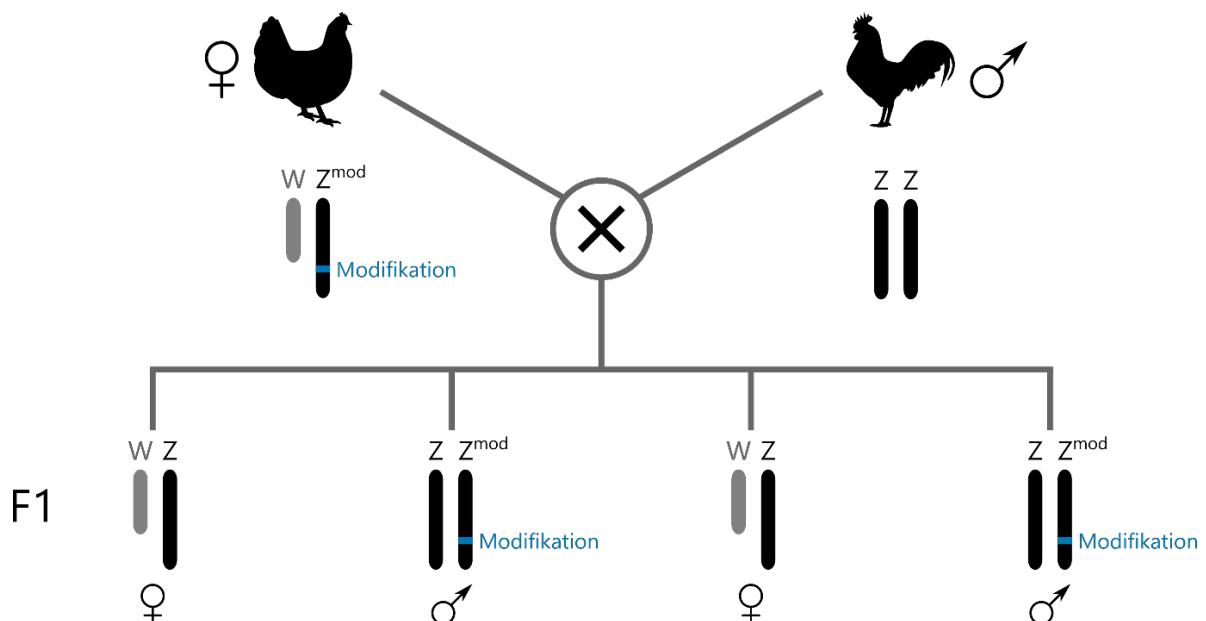 ♀ ♂
W Z^mod Z Z
Modifikation
W Z Z Z^mod W Z Z Z^mod
F1
Modifikation Modifikation
♀ ♂ ♀ ♂